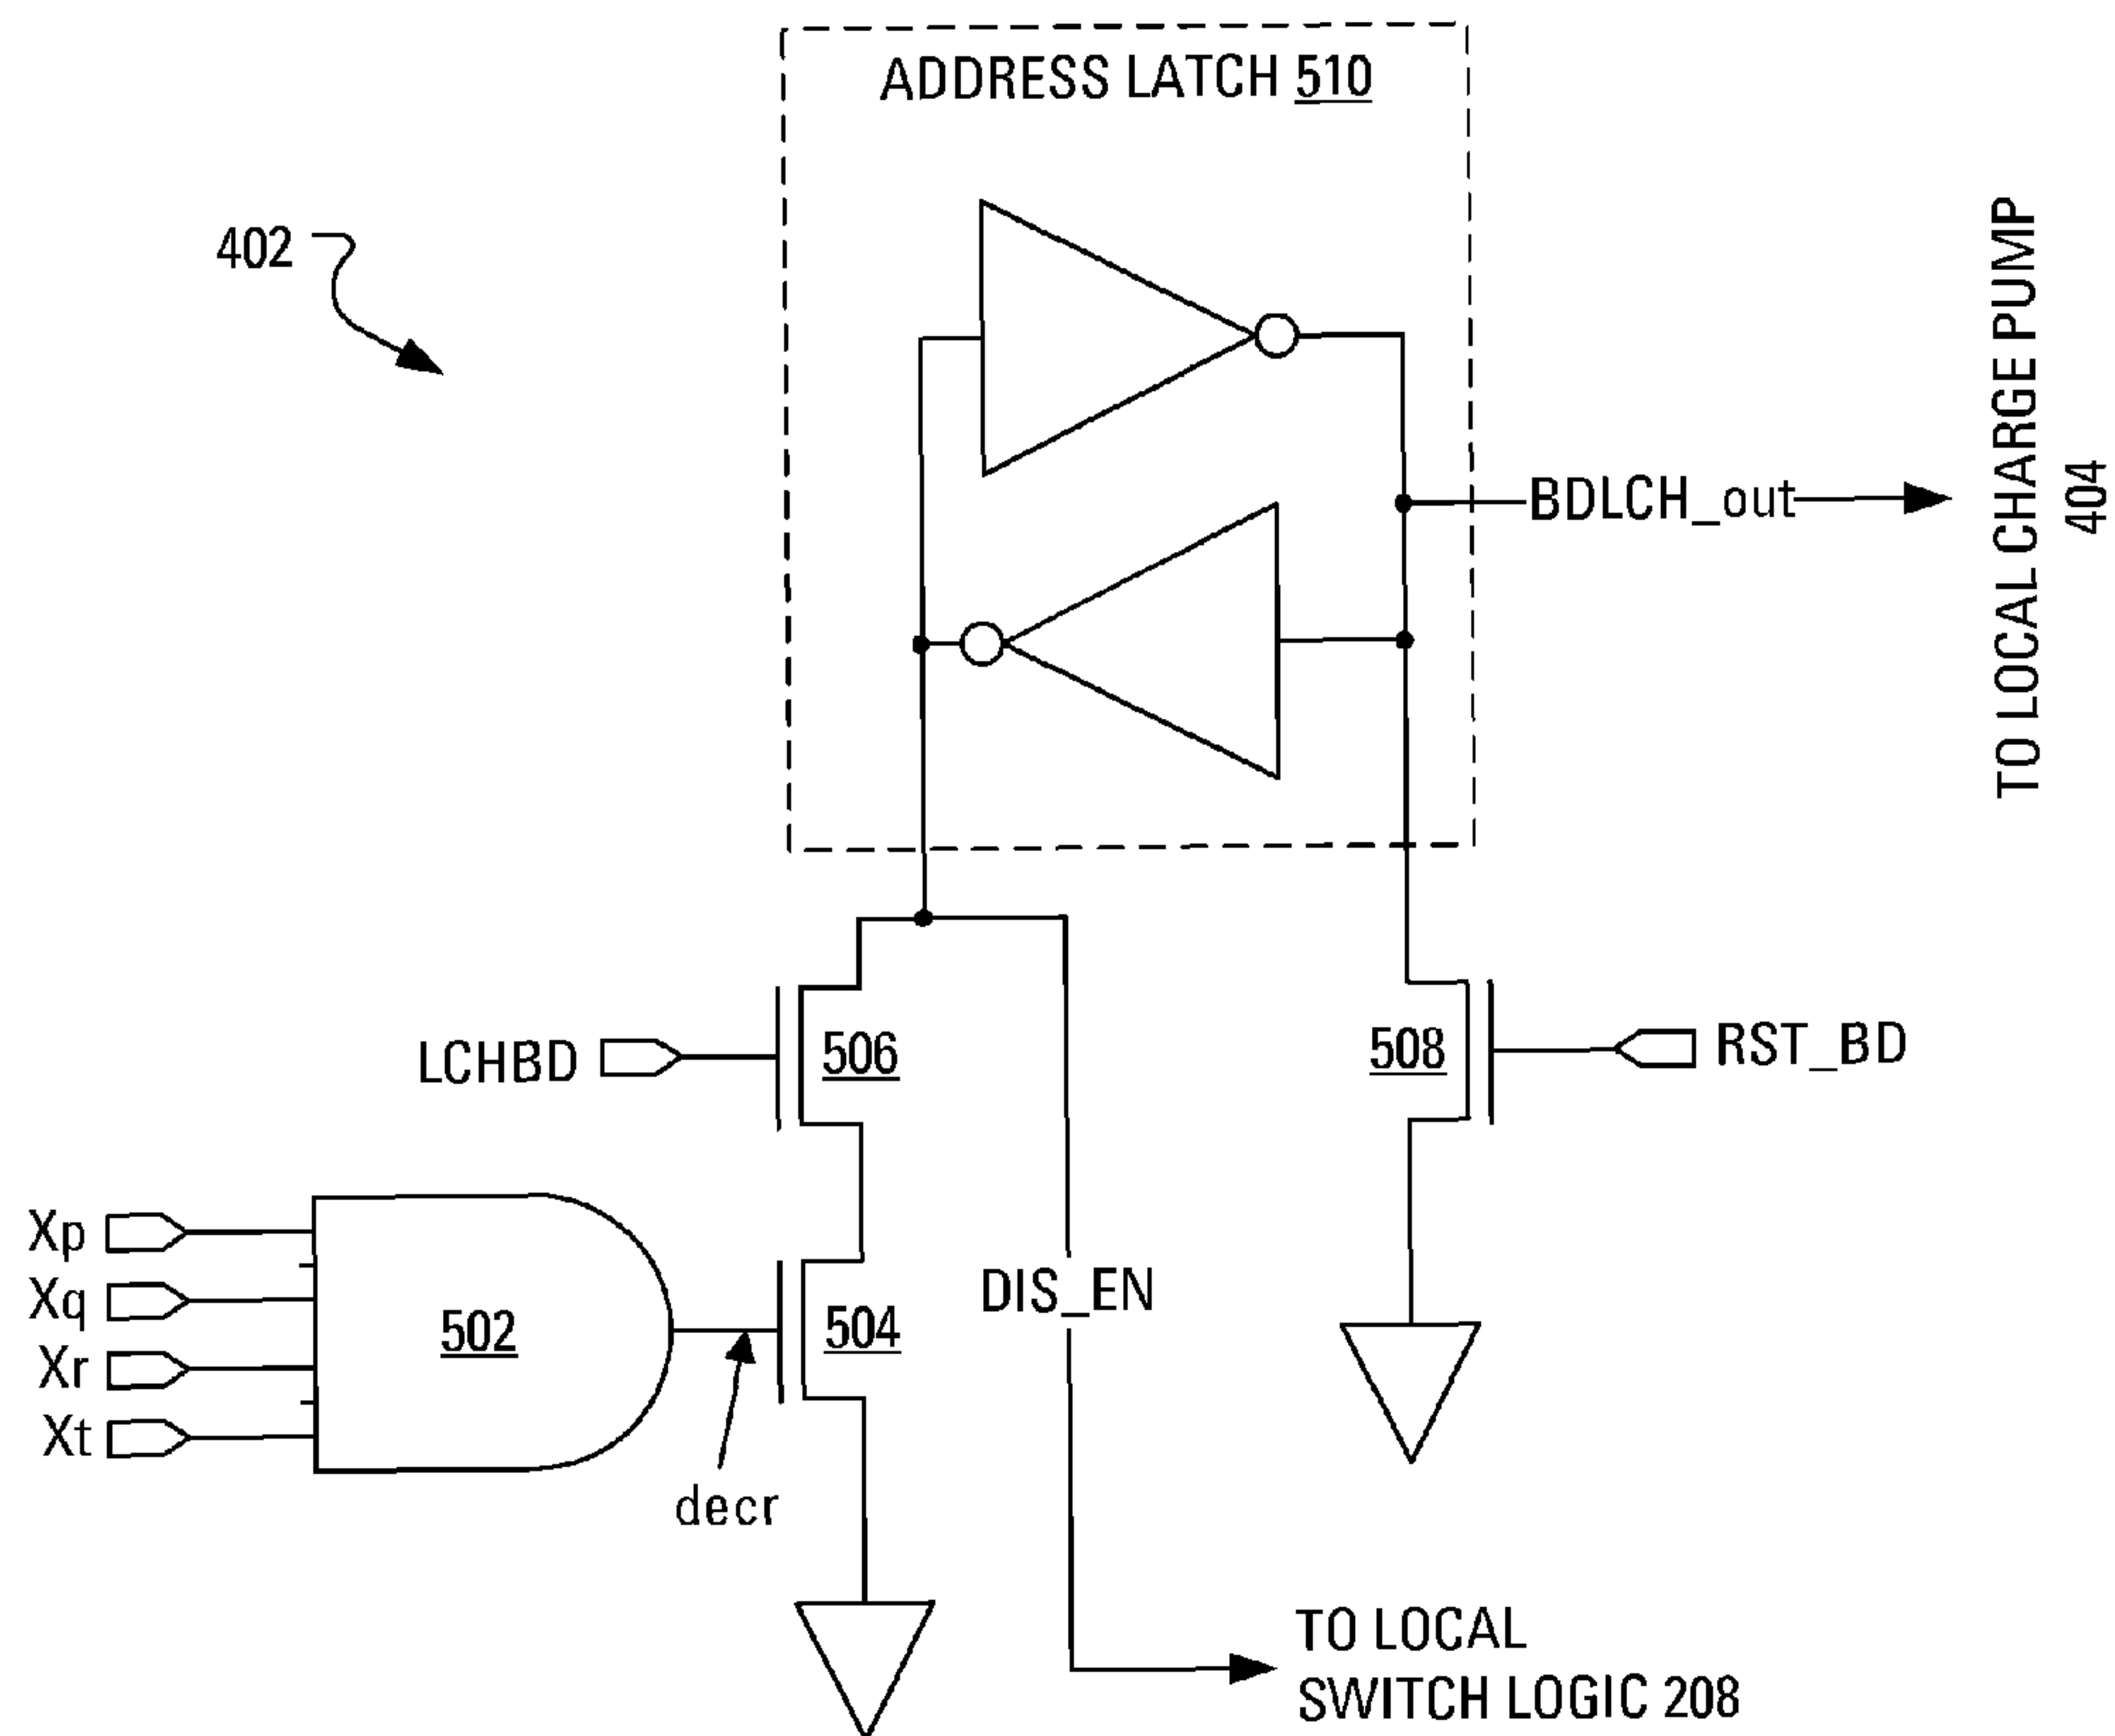 ADDRESS LATCH 510
402
BDLCH_out
TO LOCAL CHARGE PUMP
404
LCHBD
506
508
RST_BD
Xp
Xq
Xr
Xt
502
504
DIS_EN
decr
TO LOCAL
SWITCH LOGIC 208